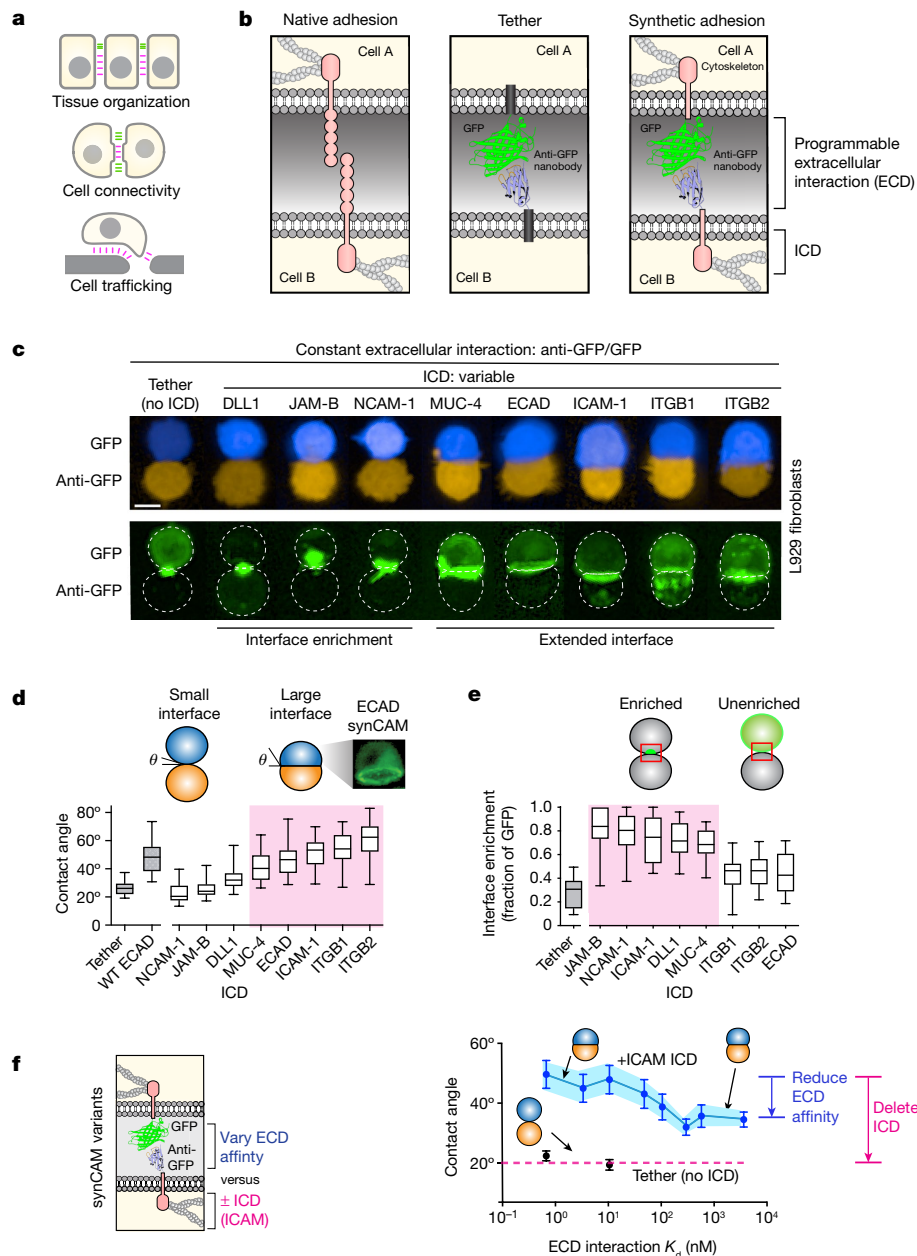 a
Tissue organization
Cell connectivity
Cell trafficking
b
Native adhesion
Cell A
Cell B
Tether
Cell A
GFP
Anti-GFP
nanobody
Cell B
Synthetic adhesion
Cell A
Cytoskeleton
GFP
Anti-GFP
nanobody
Cell B
Programmable
extracellular
interaction (ECD)
ICD
c
Constant extracellular interaction: anti-GFP/GFP
ICD: variable
Tether
(no ICD)
DLL1 JAM-B NCAM-1 MUC-4 ECAD ICAM-1 ITGB1 ITGB2
GFP
Anti-GFP
GFP
Anti-GFP
L929 fibroblasts
Interface enrichment
Extended interface
d
Small
interface
Large
interface
ECAD
synCAM
θ
θ
Contact angle
80°
60°
40°
20°
0
Tether
WT ECAD
NCAM-1
JAM-B
DLL1
MUC-4
ECAD
ICAM-1
ITGB1
ITGB2
ICD
e
Enriched
Unenriched
Interface enrichment
(fraction of GFP)
1.0
0.8
0.6
0.4
0.2
0
Tether
JAM-B
NCAM-1
ICAM-1
DLL1
MUC-4
ITGB1
ITGB2
ECAD
ICD
f
synCAM variants
GFP
Anti-
GFP
Vary ECD
affinty
versus
± ICD
(ICAM)
Contact angle
60°
40°
20°
+ICAM ICD
Tether (no ICD)
Reduce
ECD
affinity
Delete
ICD
10⁻¹ 10⁰ 10¹ 10² 10³ 10⁴
ECD interaction Kd (nM)